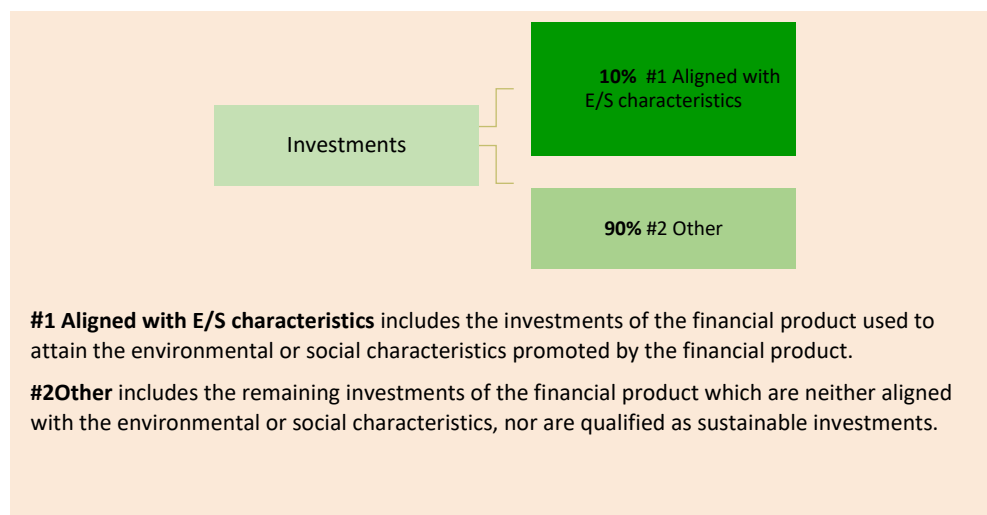 10% #1 Aligned with
E/S characteristics
Investments
90% #2 Other
#1 Aligned with E/S characteristics includes the investments of the financial product used to
attain the environmental or social characteristics promoted by the financial product.
#2Other includes the remaining investments of the financial product which are neither aligned
with the environmental or social characteristics, nor are qualified as sustainable investments.